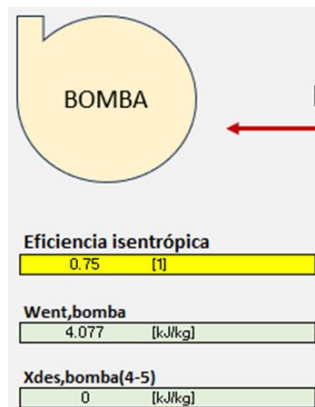 BOMBA
Eficiencia isentrópica
0.75 [1]
Went,bomba
4.077 [kJ/kg]
Xdes,bomba(4-5)
0 [kJ/kg]